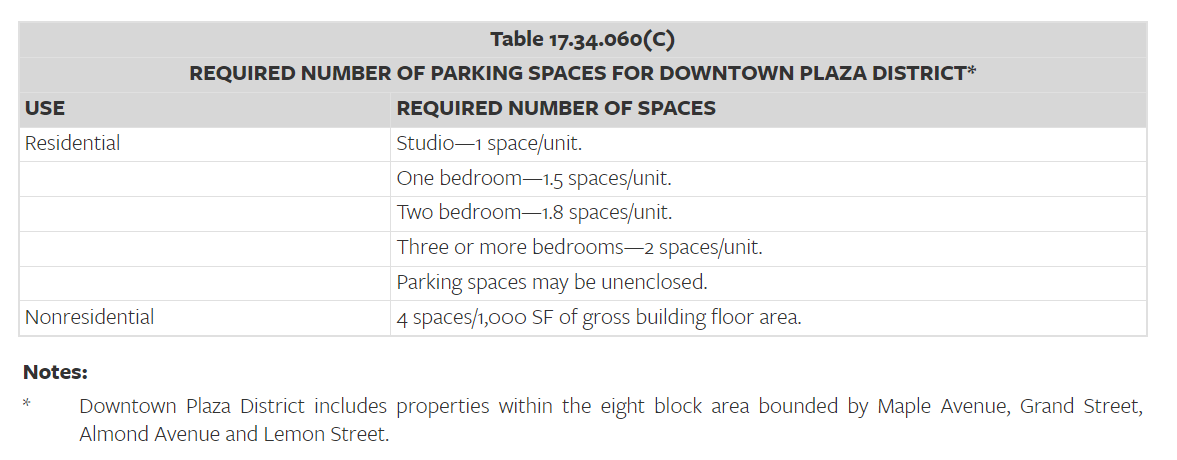 Table 17.34.060(C)
REQUIRED NUMBER OF PARKING SPACES FOR DOWNTOWN PLAZA DISTRICT*
USE REQUIRED NUMBER OF SPACES
Residential Studio—1 space/unit.
One bedroom—1.5 spaces/unit.
Two bedroom—1.8 spaces/unit.
Three or more bedrooms—2 spaces/unit.
Parking spaces may be unenclosed.
Nonresidential 4 spaces/1,000 SF of gross building floor area.
Notes:
* Downtown Plaza District includes properties within the eight block area bounded by Maple Avenue, Grand Street,
Almond Avenue and Lemon Street.